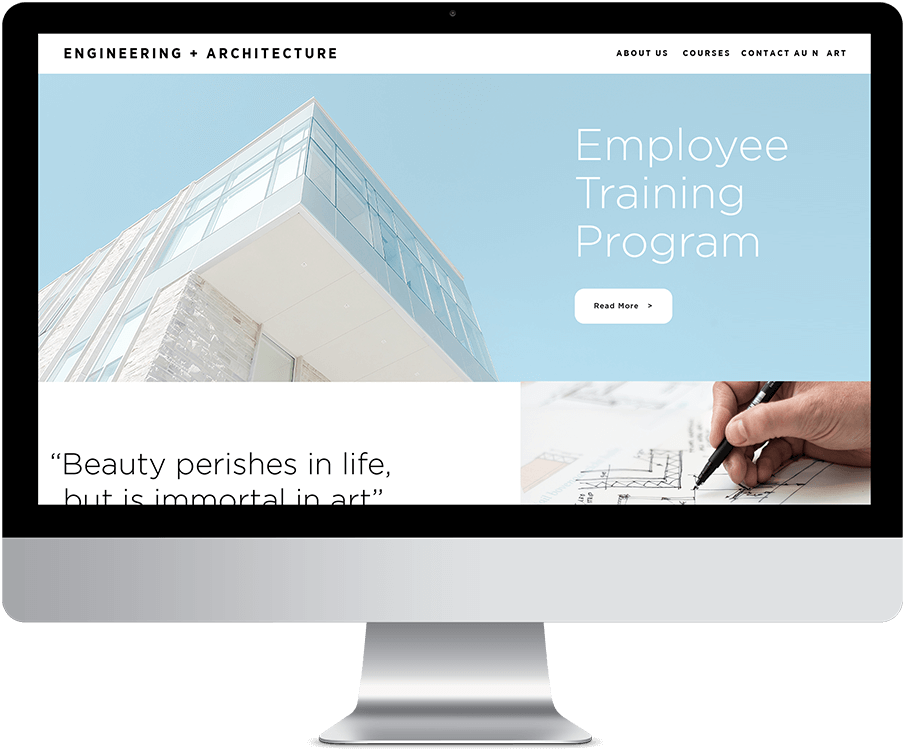 ENGINEERING + ARCHITECTURE
ABOUT US COURSES CONTACT AU N ART
Employee
Training
Program
Read More >
“Beauty perishes in life,
but is immortal in art”